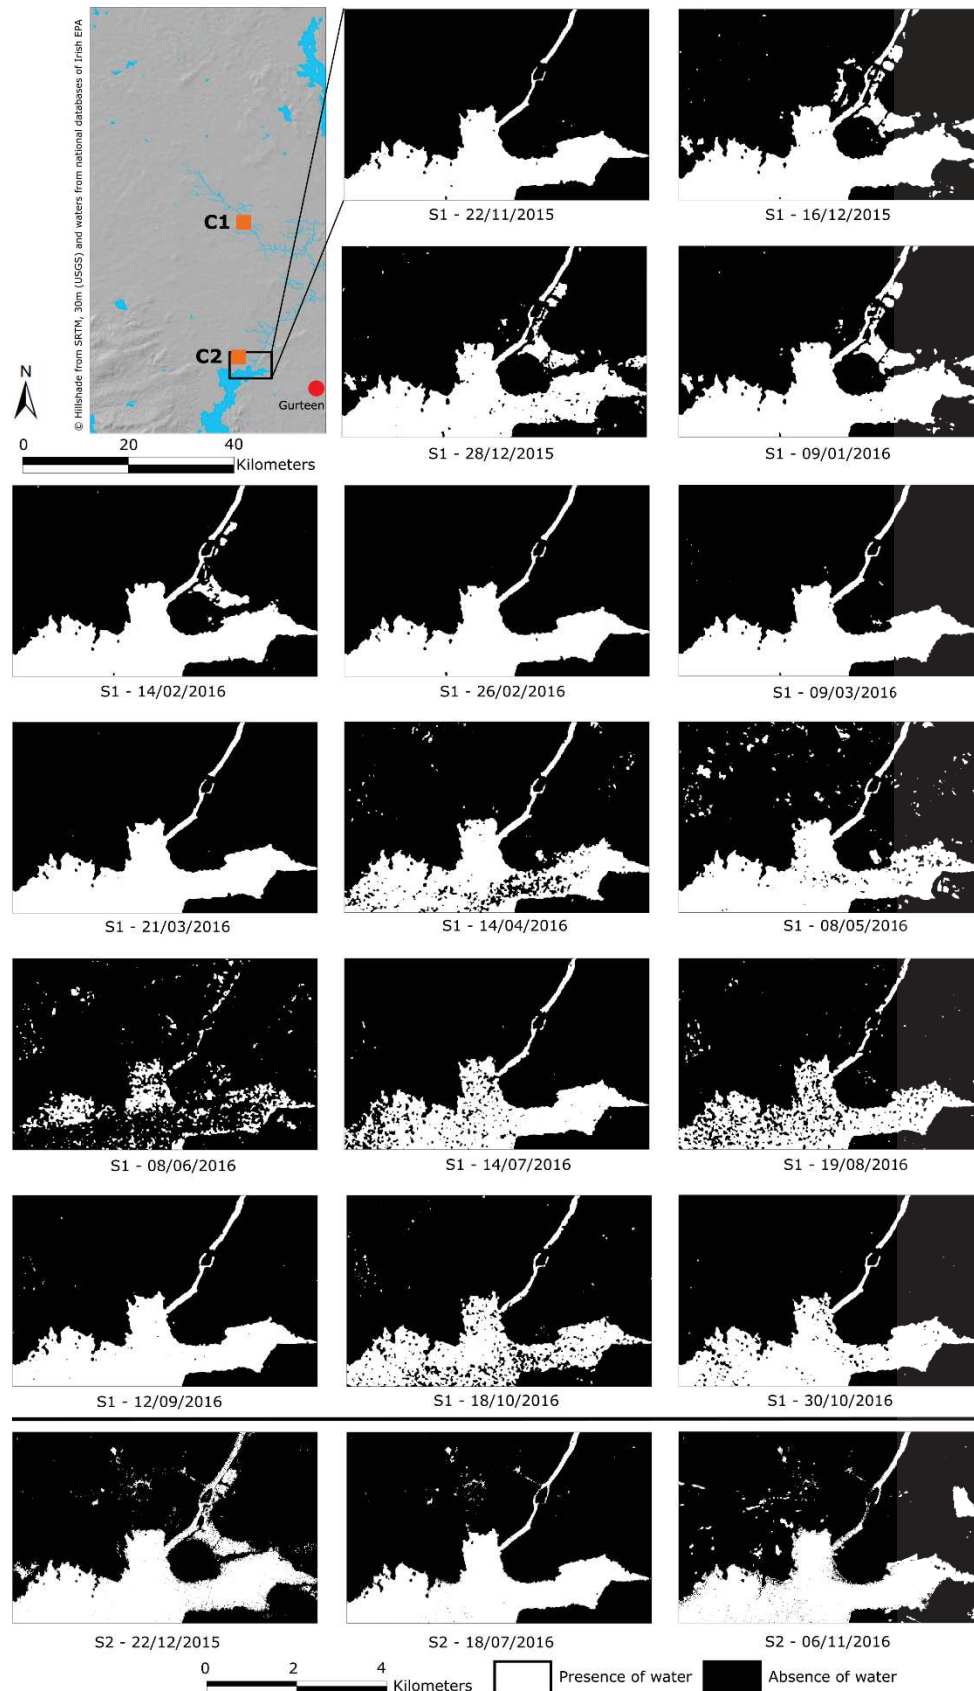 © Hillshade from SRTM, 30m (USGS) and waters from national databases of Irish EPA
C1
C2
Gurteen
N
0 20 40
Kilometers
S1 - 22/11/2015
S1 - 16/12/2015
S1 - 28/12/2015
S1 - 09/01/2016
S1 - 14/02/2016
S1 - 26/02/2016
S1 - 09/03/2016
S1 - 21/03/2016
S1 - 14/04/2016
S1 - 08/05/2016
S1 - 08/06/2016
S1 - 14/07/2016
S1 - 19/08/2016
S1 - 12/09/2016
S1 - 18/10/2016
S1 - 30/10/2016
S2 - 22/12/2015
S2 - 18/07/2016
S2 - 06/11/2016
0 2 4
Kilometers
Presence of water
Absence of water